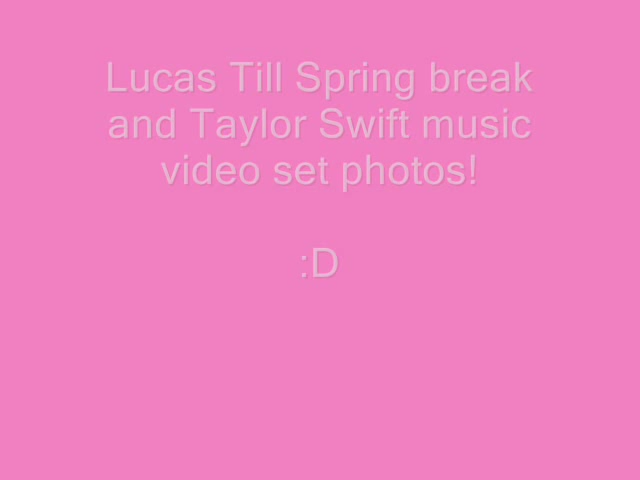 Lucas Till Spring break
and Taylor Swift music
video set photos!
:D